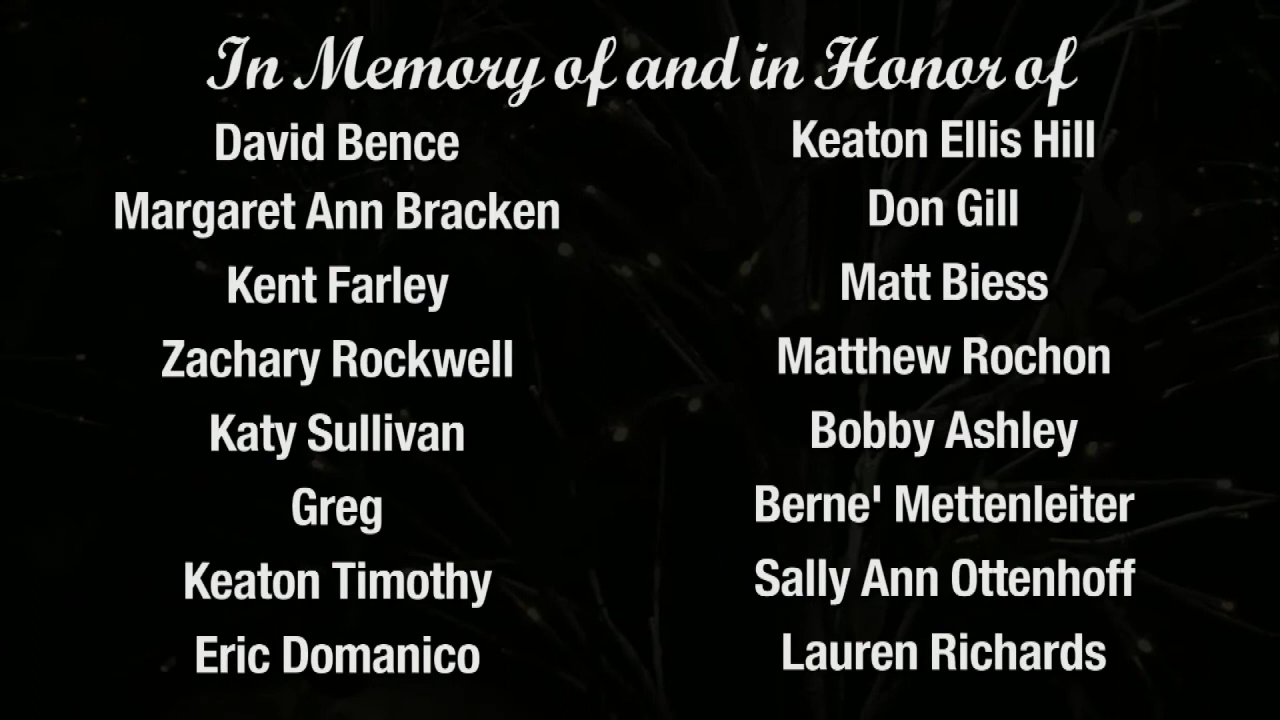 In Memory of and in Honor of
David Bence
Margaret Ann Bracken
Kent Farley
Zachary Rockwell
Katy Sullivan
Greg
Keaton Timothy
Eric Domanico
Keaton Ellis Hill
Don Gill
Matt Biess
Matthew Rochon
Bobby Ashley
Berne' Mettenleiter
Sally Ann Ottenhoff
Lauren Richards